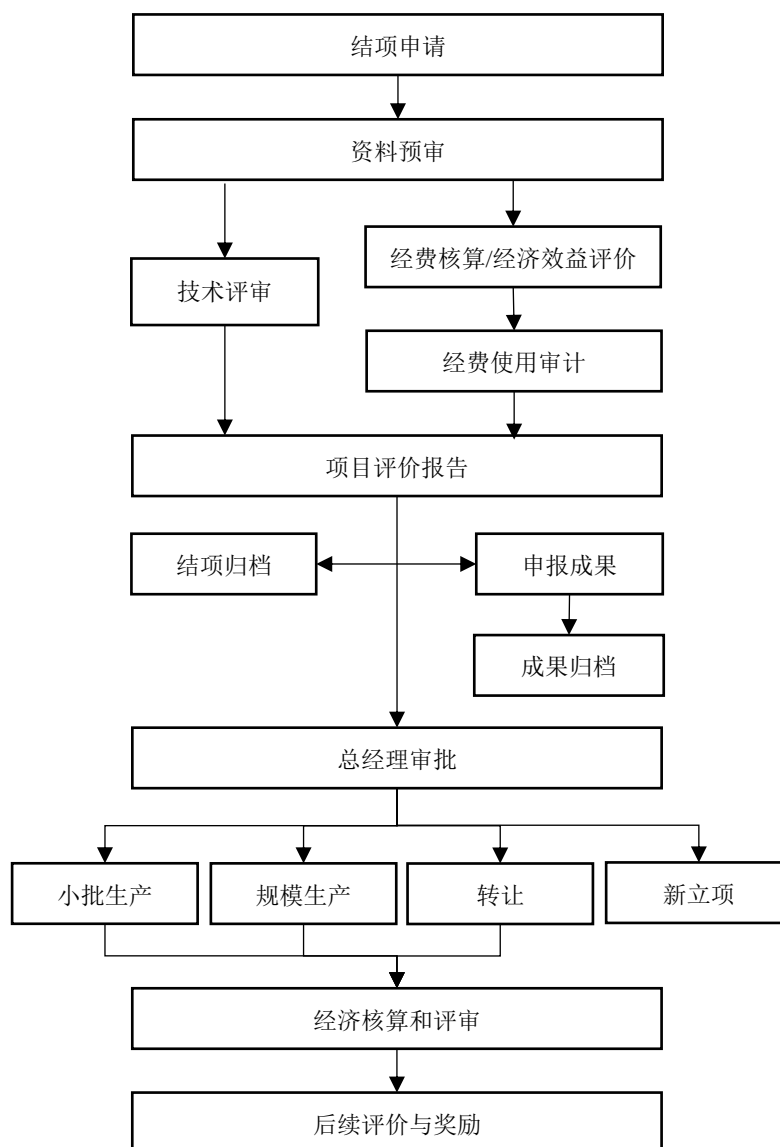 结项申请
资料预审
经费核算/经济效益评价
技术评审
经费使用审计
项目评价报告
结项归档
申报成果
成果归档
总经理审批
小批生产
规模生产
转让
新立项
经济核算和评审
后续评价与奖励